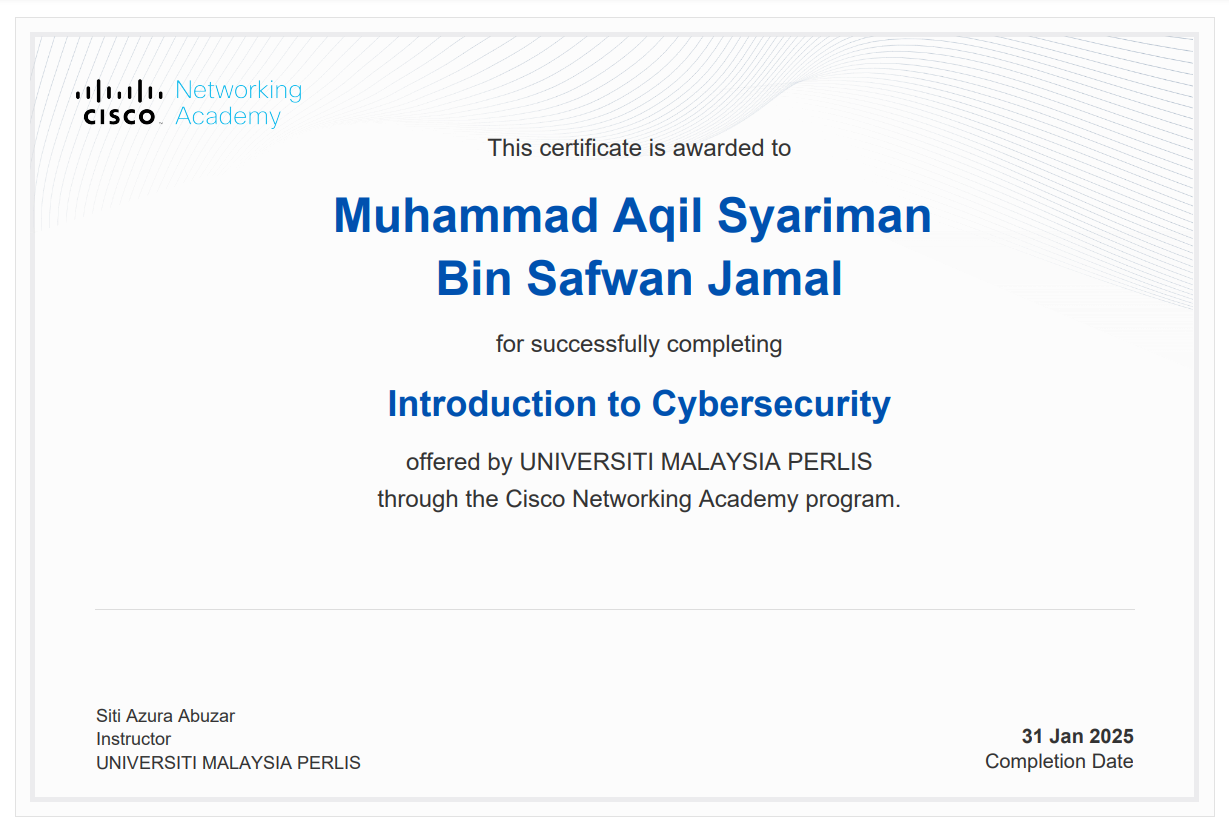 CISCO
Networking
Academy
This certificate is awarded to
Muhammad Aqil Syariman
Bin Safwan Jamal
for successfully completing
Introduction to Cybersecurity
offered by UNIVERSITI MALAYSIA PERLIS
through the Cisco Networking Academy program.
Siti Azura Abuzar
Instructor
UNIVERSITI MALAYSIA PERLIS
31 Jan 2025
Completion Date